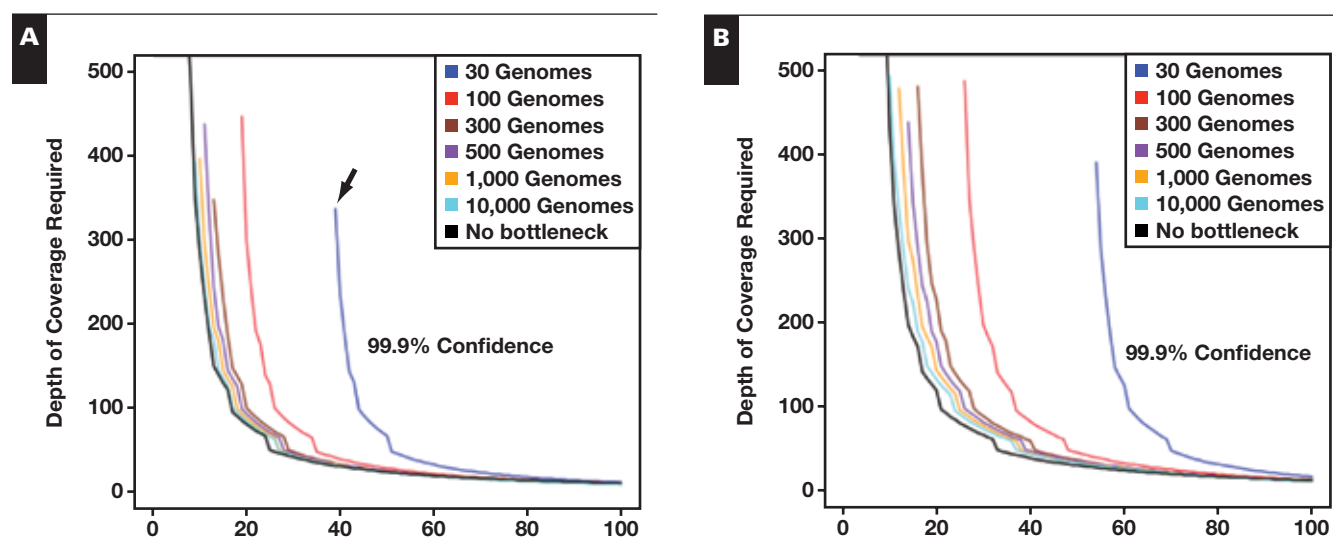 A
Depth of Coverage Required
500
400
300
200
100
0
30 Genomes
100 Genomes
300 Genomes
500 Genomes
1,000 Genomes
10,000 Genomes
No bottleneck
99.9% Confidence
0 20 40 60 80 100
B
Depth of Coverage Required
500
400
300
200
100
0
30 Genomes
100 Genomes
300 Genomes
500 Genomes
1,000 Genomes
10,000 Genomes
No bottleneck
99.9% Confidence
0 20 40 60 80 100